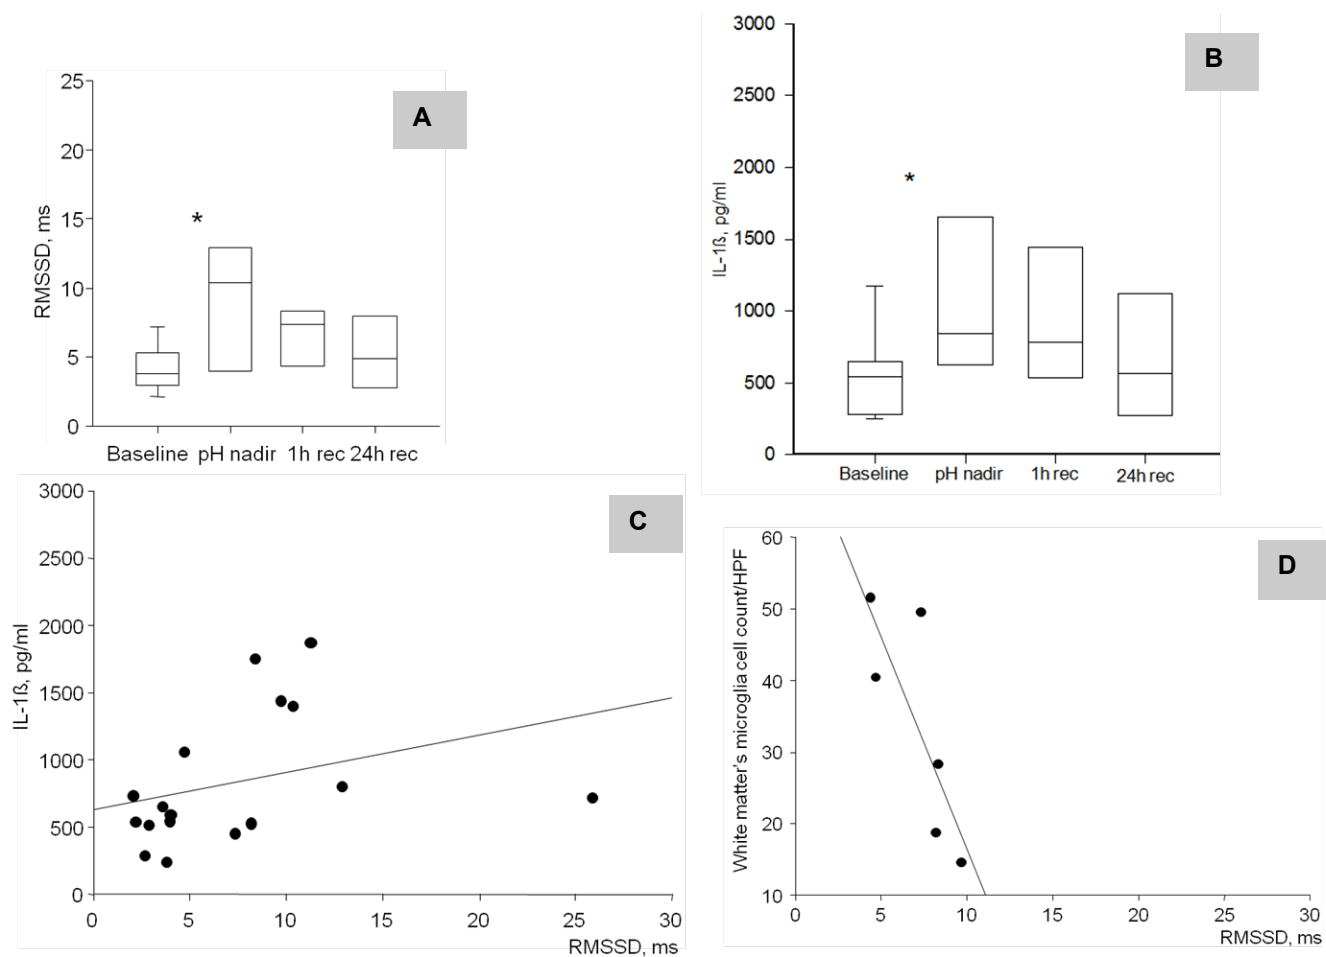 A
25
20
15
10
5
0
RMSSD, ms
*
Baseline pH nadir 1h rec 24h rec
B
3000
2500
2000
1500
1000
500
0
IL-1ß, pg/ml
*
Baseline pH nadir 1h rec 24h rec
C
3000
2500
2000
1500
1000
500
0
IL-1ß, pg/ml
0 5 10 15 20 25 30
RMSSD, ms
D
60
50
40
30
20
10
White matter's microglia cell count/HPF
0 5 10 15 20 25 30
RMSSD, ms